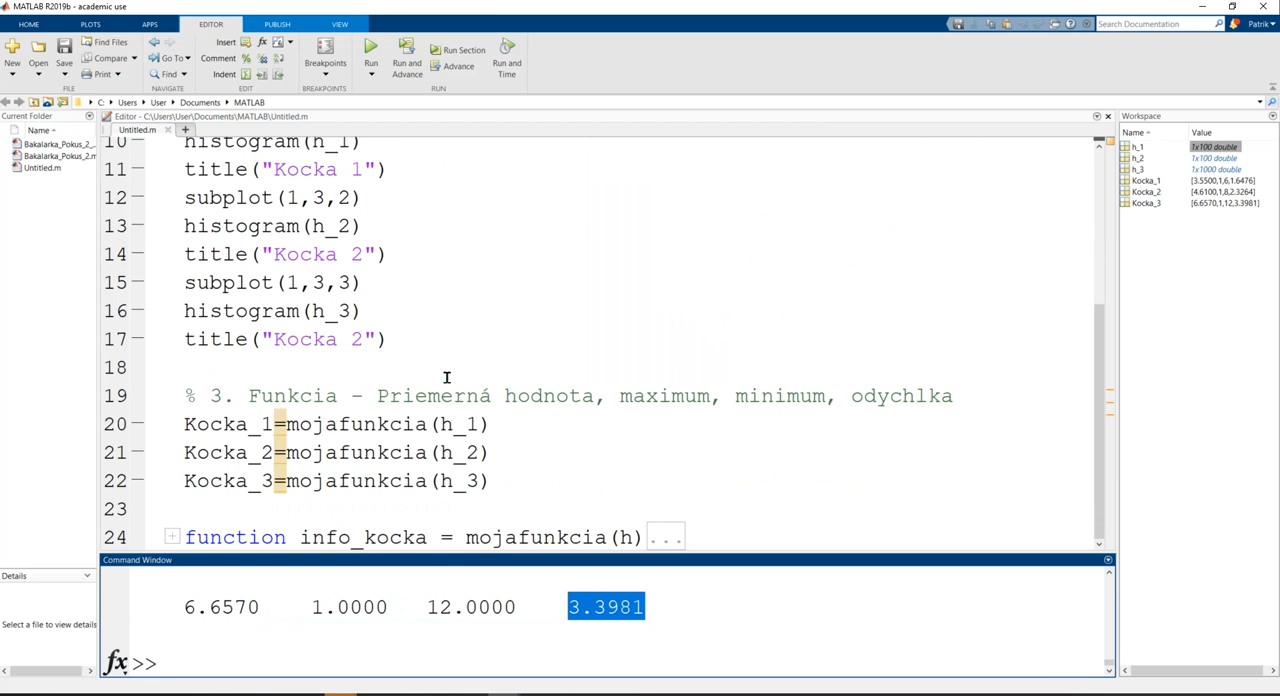 MATLAB R2019b - academic use
HOME PLOTS APPS EDITOR PUBLISH VIEW Search Documentation Patrik
New Open Save Find Files Compare Print Go To Find Insert Comment Indent Breakpoints Run Run and Advance Run Section Advance Run and Time
FILE NAVIGATE EDIT BREAKPOINTS RUN
C: Users User Documents MATLAB
Current Folder
Name
Bakalarka_Pokus_2_...
Bakalarka_Pokus_2.m
Untitled.m
Details
Select a file to view details
Editor - C:\Users\User\Documents\MATLAB\Untitled.m
Untitled.m
10 histogram(h_1)
11 title("Kocka 1")
12 subplot(1,3,2)
13 histogram(h_2)
14 title("Kocka 2")
15 subplot(1,3,3)
16 histogram(h_3)
17 title("Kocka 2")
18
19 % 3. Funkcia - Priemerná hodnota, maximum, minimum, odychlka
20 Kocka_1=mojafunkcia(h_1)
21 Kocka_2=mojafunkcia(h_2)
22 Kocka_3=mojafunkcia(h_3)
23
24 function info_kocka = mojafunkcia(h)...
Command Window
6.6570 1.0000 12.0000 3.3981
fx >>
Workspace
Name Value
h_1 1x100 double
h_2 1x100 double
h_3 1x1000 double
Kocka_1 [3.5500,1,6,1.6476]
Kocka_2 [4.6100,1,8,2.3264]
Kocka_3 [6.6570,1,12,3.3981]